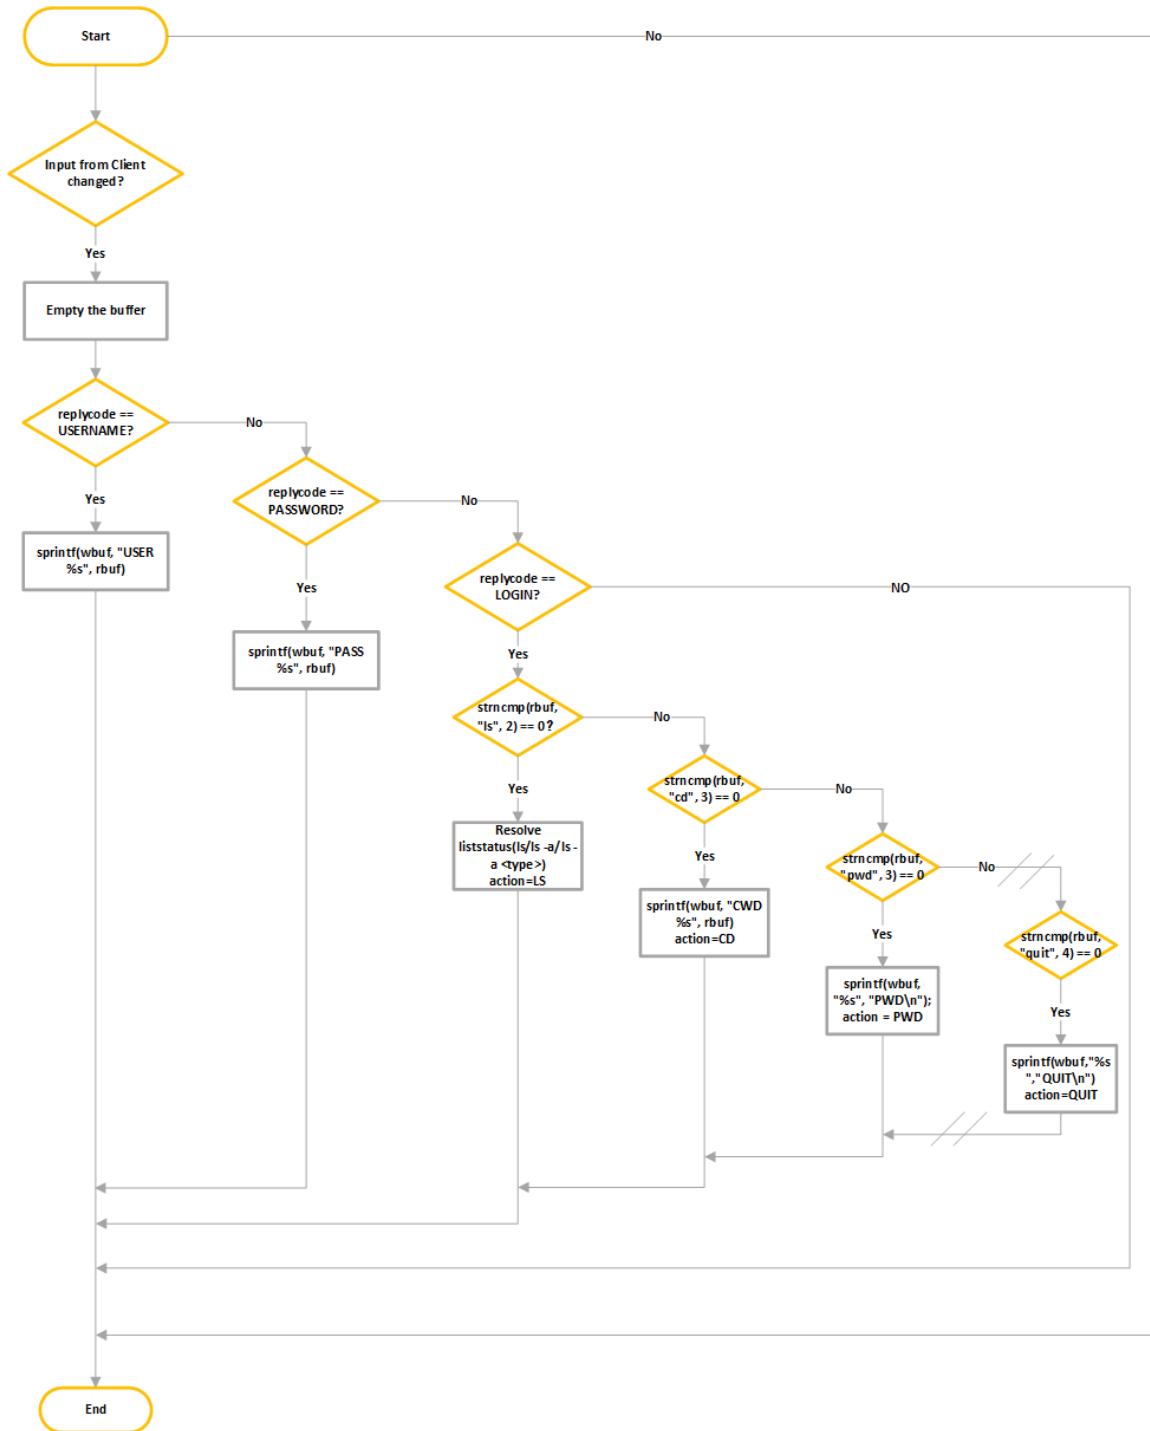 Start
No
Input from Client
changed?
Yes
Empty the buffer
replycode ==
USERNAME?
No
Yes
sprintf(wbuf, "USER
%s", rbuf)
replycode ==
PASSWORD?
No
Yes
sprintf(wbuf, "PASS
%s", rbuf)
replycode ==
LOGIN?
NO
Yes
strncmp(rbuf,
"ls", 2) == 0?
No
Yes
Resolve
liststatus(ls/ls -a/ls -
a <type>)
action=LS
strncmp(rbuf,
"cd", 3) == 0
No
Yes
sprintf(wbuf, "CWD
%s", rbuf)
action=CD
strncmp(rbuf,
"pwd", 3) == 0
No
Yes
sprintf(wbuf,
"%s", "PWD\n");
action = PWD
strncmp(rbuf,
"quit", 4) == 0
Yes
sprintf(wbuf,"%s
","QUIT\n")
action=QUIT
End